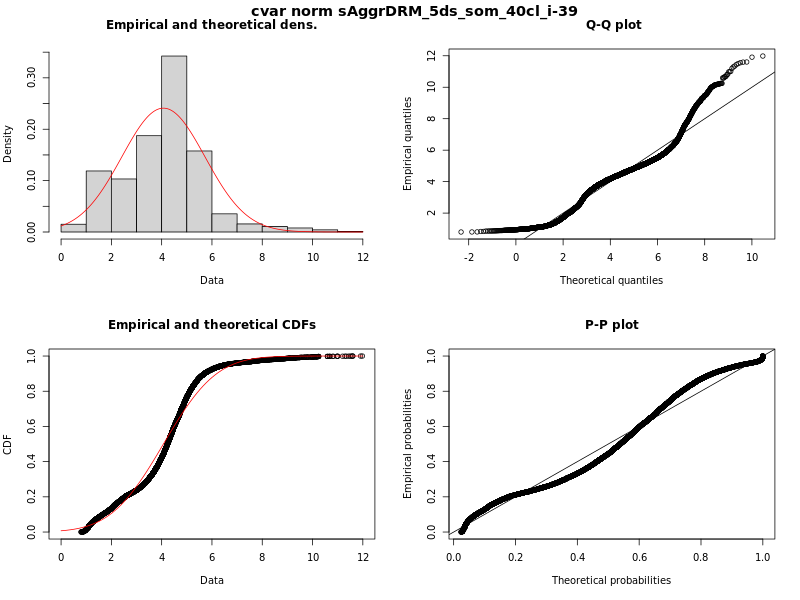 cvar norm sAggrDRM_5ds_som_40cl_i-39
Empirical and theoretical dens.
Density
0.00 0.10 0.20 0.30
0 2 4 6 8 10 12
Data
Q-Q plot
Empirical quantiles
2 4 6 8 10 12
-2 0 2 4 6 8 10
Theoretical quantiles
Empirical and theoretical CDFs
CDF
0.0 0.2 0.4 0.6 0.8 1.0
0 2 4 6 8 10 12
Data
P-P plot
Empirical probabilities
0.0 0.2 0.4 0.6 0.8 1.0
0.0 0.2 0.4 0.6 0.8 1.0
Theoretical probabilities